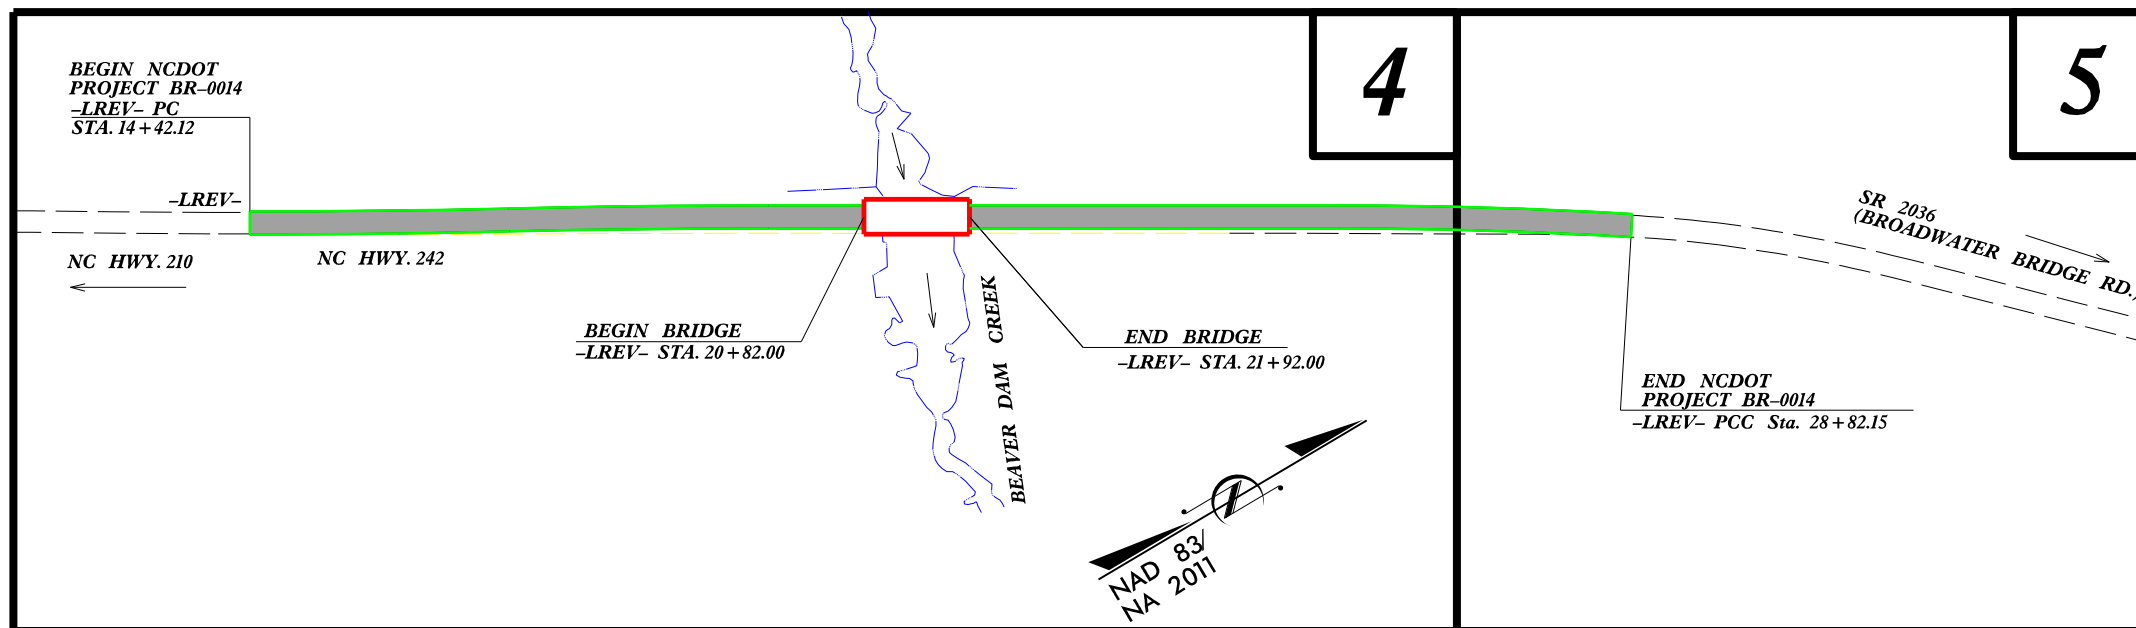 BEGIN NCDOT
PROJECT BR–0014
–LREV– PC
STA. 14+42.12
4
5
–LREV–
NC HWY. 210
NC HWY. 242
SR 2036
(BROADWATER BRIDGE RD.)
BEGIN BRIDGE
–LREV– STA. 20+82.00
BEAVER DAM CREEK
END BRIDGE
–LREV– STA. 21+92.00
END NCDOT
PROJECT BR–0014
–LREV– PCC Sta. 28+82.15
NAD 83/
NA 2011